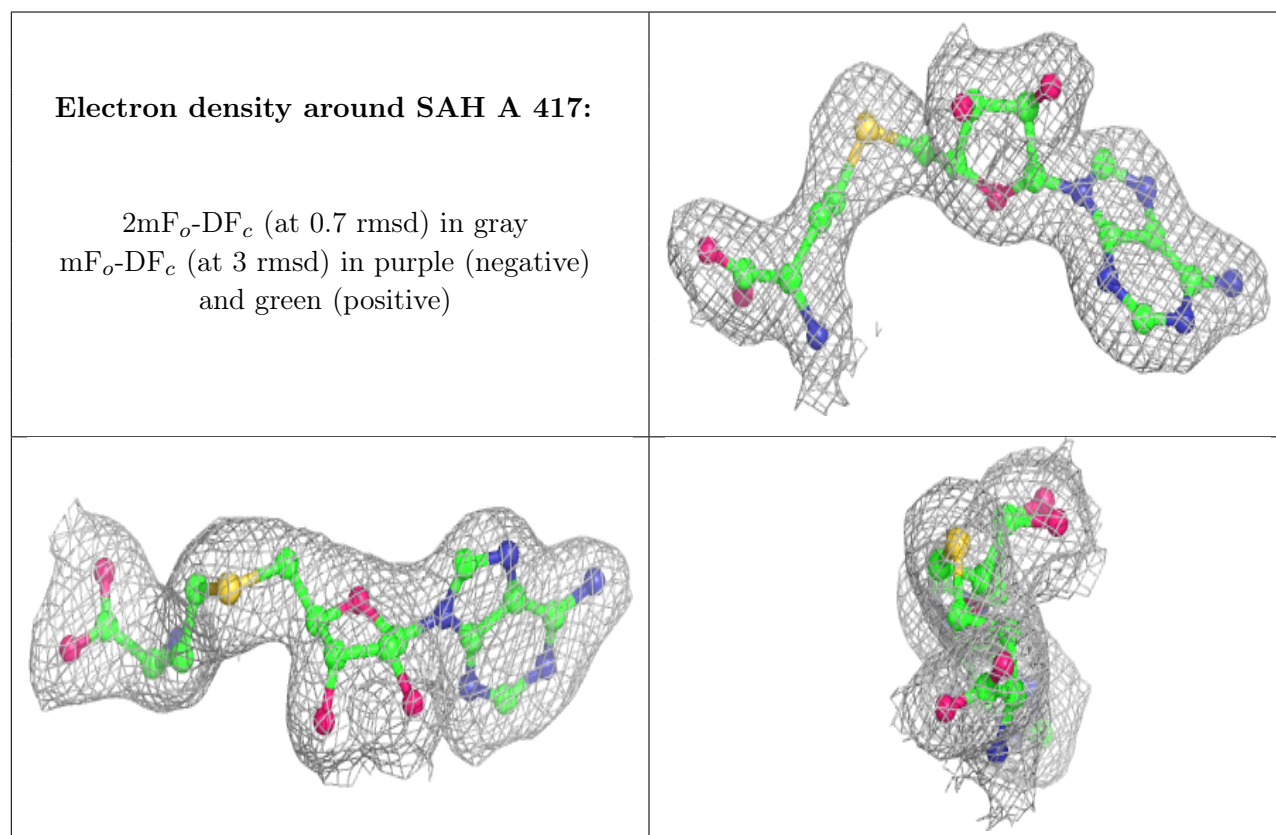 Electron density around SAH A 417:
2mFo-DFc (at 0.7 rmsd) in gray
mFo-DFc (at 3 rmsd) in purple (negative)
and green (positive)